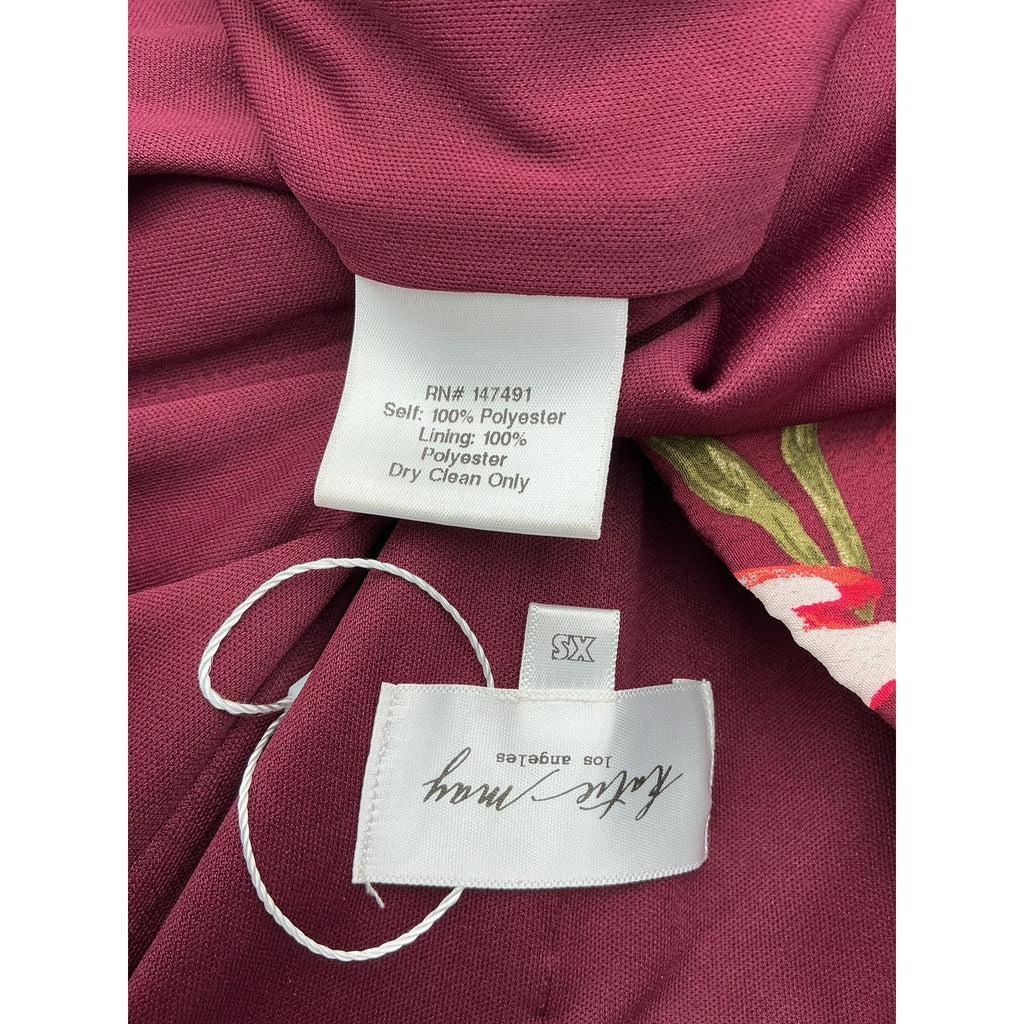 RN# 147491
Self: 100% Polyester
Lining: 100%
Polyester
Dry Clean Only
XS
katie may
los angeles